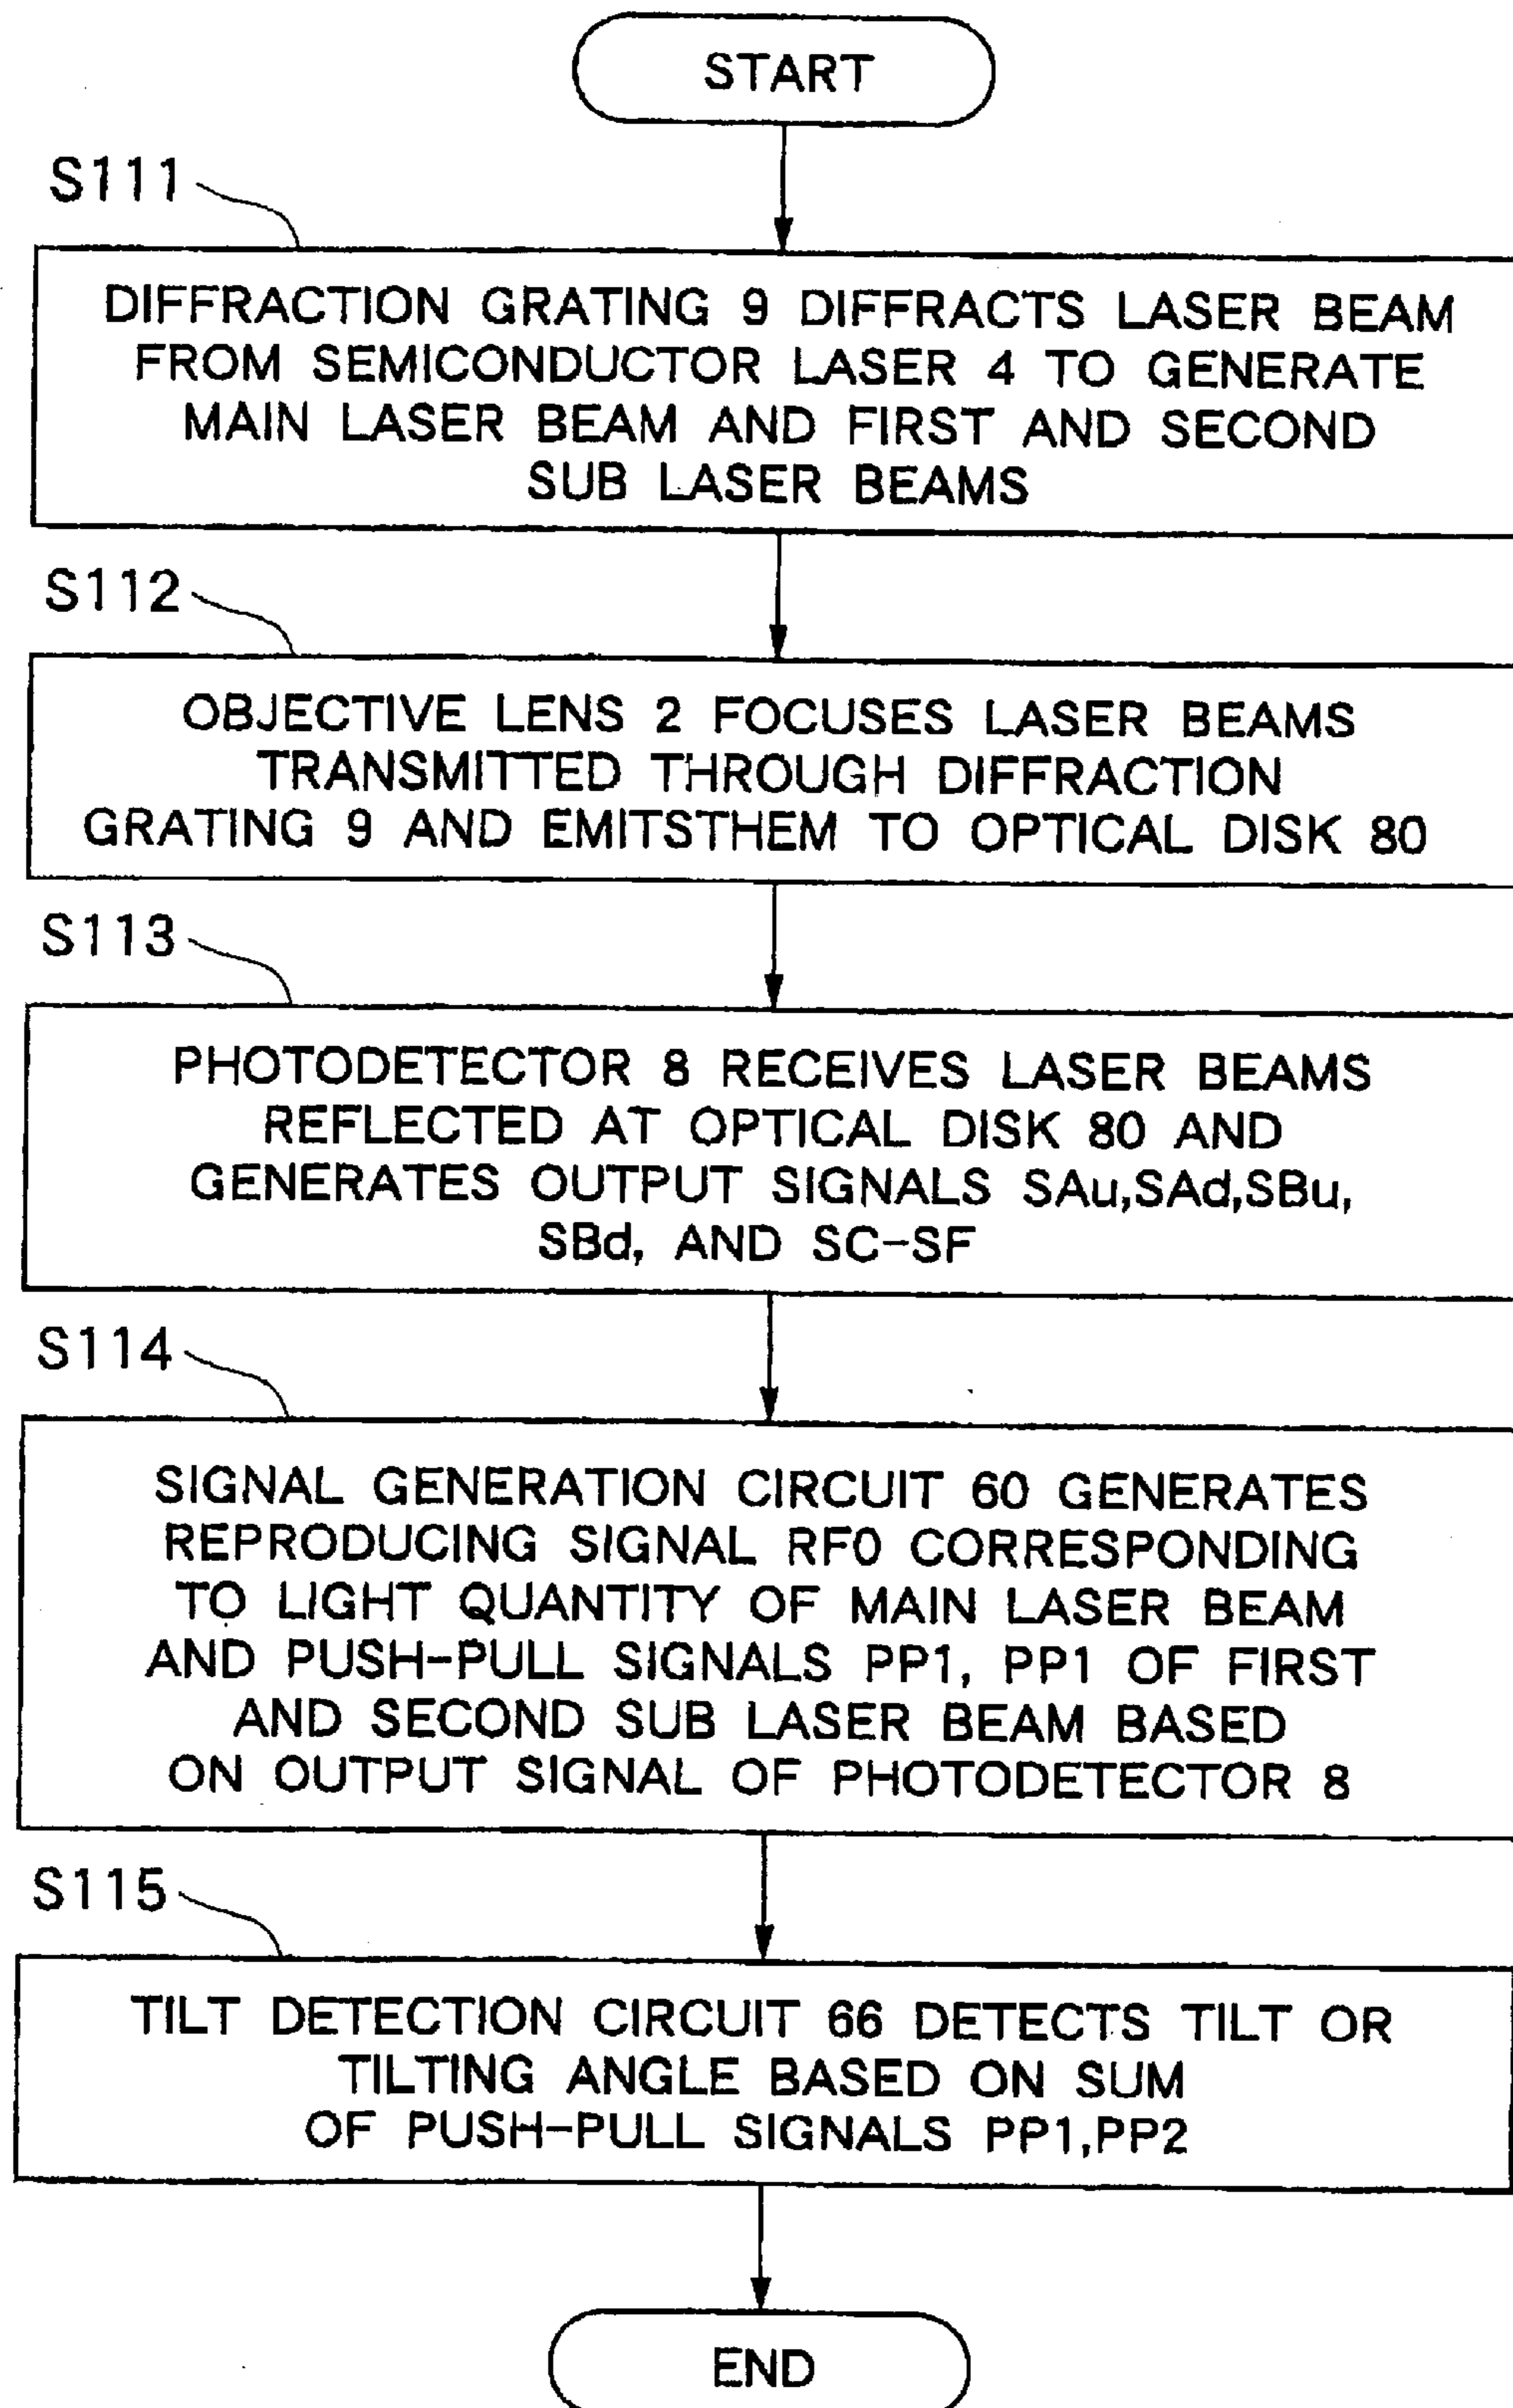 START
S111
DIFFRACTION GRATING 9 DIFFRACTS LASER BEAM
FROM SEMICONDUCTOR LASER 4 TO GENERATE
MAIN LASER BEAM AND FIRST AND SECOND
SUB LASER BEAMS
S112
OBJECTIVE LENS 2 FOCUSES LASER BEAMS
TRANSMITTED THROUGH DIFFRACTION
GRATING 9 AND EMITSTHEM TO OPTICAL DISK 80
S113
PHOTODETECTOR 8 RECEIVES LASER BEAMS
REFLECTED AT OPTICAL DISK 80 AND
GENERATES OUTPUT SIGNALS SAu,SAd,SBu,
SBd, AND SC-SF
S114
SIGNAL GENERATION CIRCUIT 60 GENERATES
REPRODUCING SIGNAL RF0 CORRESPONDING
TO LIGHT QUANTITY OF MAIN LASER BEAM
AND PUSH-PULL SIGNALS PP1, PP1 OF FIRST
AND SECOND SUB LASER BEAM BASED
ON OUTPUT SIGNAL OF PHOTODETECTOR 8
S115
TILT DETECTION CIRCUIT 66 DETECTS TILT OR
TILTING ANGLE BASED ON SUM
OF PUSH-PULL SIGNALS PP1,PP2
END